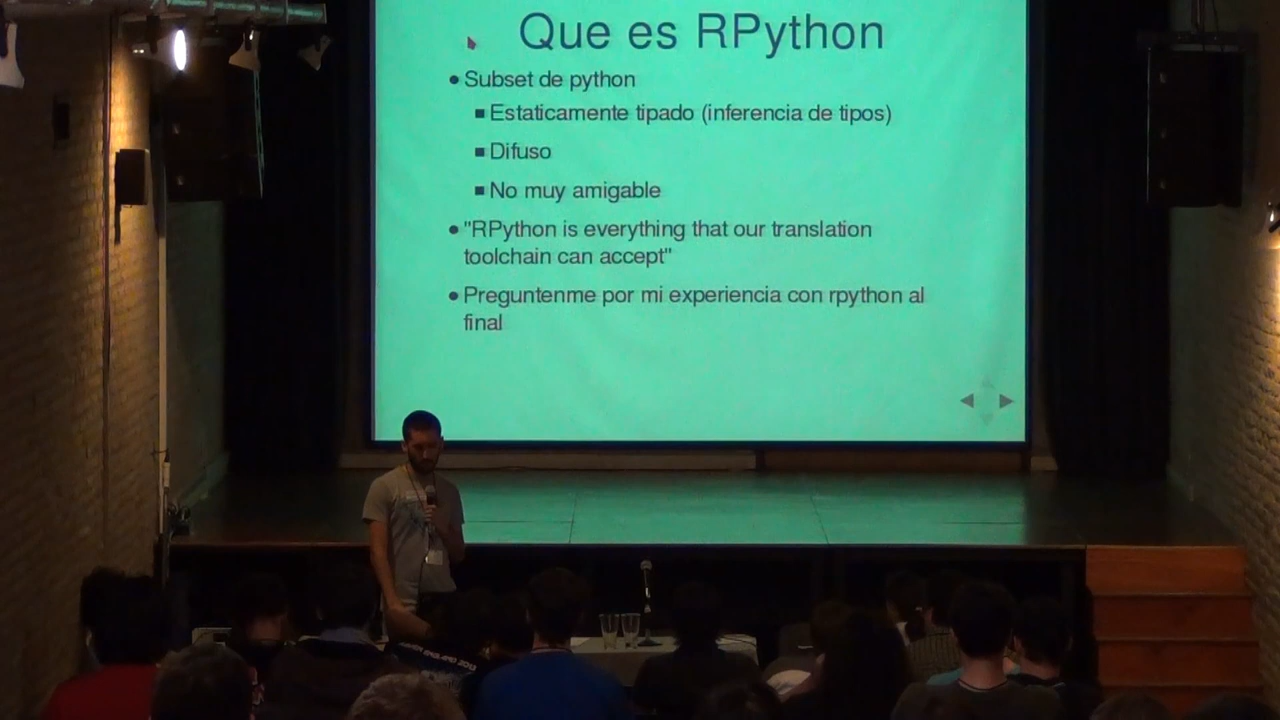 Que es RPython
Subset de python
Estaticamente tipado (inferencia de tipos)
Difuso
No muy amigable
"RPython is everything that our translation
toolchain can accept"
Preguntenme por mi experiencia con rpython al
final